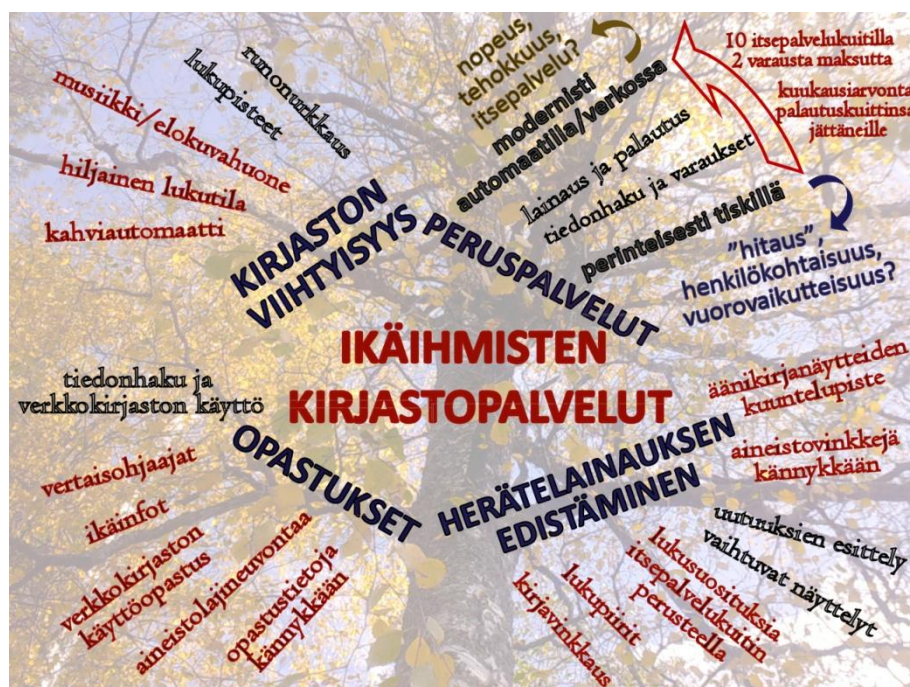 IKÄIHMISTEN
KIRJASTOPALVELUT
KIRJASTON
VIIHTYISYYS
runonurkkaus
lukupisteet
musiikki/elokuvahuone
hiljainen lukutila
kahviautomaatti
PERUSPALVELUT
nopeus,
tehokkuus,
itsepalvelu?
modernisti
automaatilla/verkossa
lainaus ja palautus
tiedonhaku ja varaukset
perinteisesti tiskillä
10 itsepalvelukuitilla
2 varausta maksutta
kuukausiarvonta
palautuskuittinsa
jättäneille
"hitaus",
henkilökohtaisuus,
vuorovaikutteisuus?
OPASTUKSET
tiedonhaku ja
verkkokirjaston käyttö
vertaisohjaajat
ikäinfot
verkkokirjaston
käyttöopastus
aineistolajineuvontaa
opastustietoja
kännykkään
HERÄTELAINAUKSEN
EDISTÄMINEN
äänikirjanäytteiden
kuuntelupiste
aineistovinkkejä
kännykkään
uutuuksien esittely
vaihtuvat näyttelyt
lukusuosituksia
itsepalvelukuitin
perusteella
lukupiirit
kirjavinkkaus